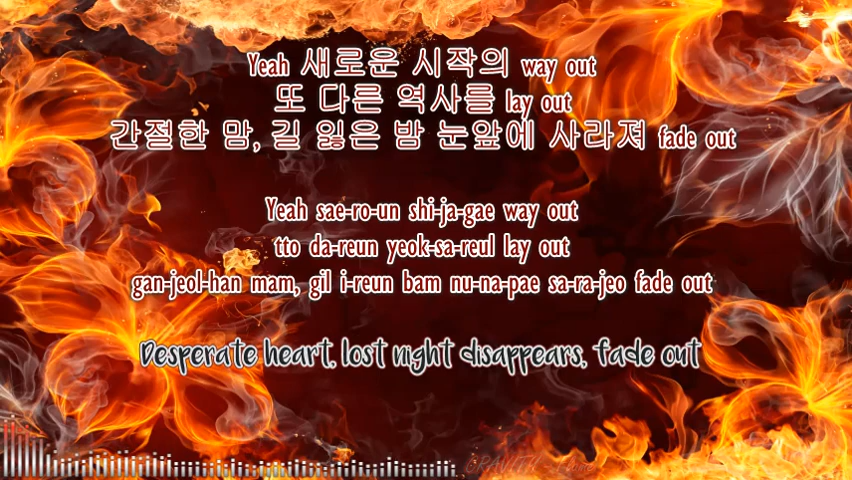 Yeah 새로운 시작의 way out
또 다른 역사를 lay out
간절한 맘, 길 잃은 밤 눈앞에 사라져 fade out
Yeah sae-ro-un shi-ja-gae way out
tto da-reun yeok-sa-reul lay out
gan-jeol-han mam, gil i-reun bam nu-na-pae sa-ra-jeo fade out
Desperate heart, lost night disappears, fade out
CRAVITY -